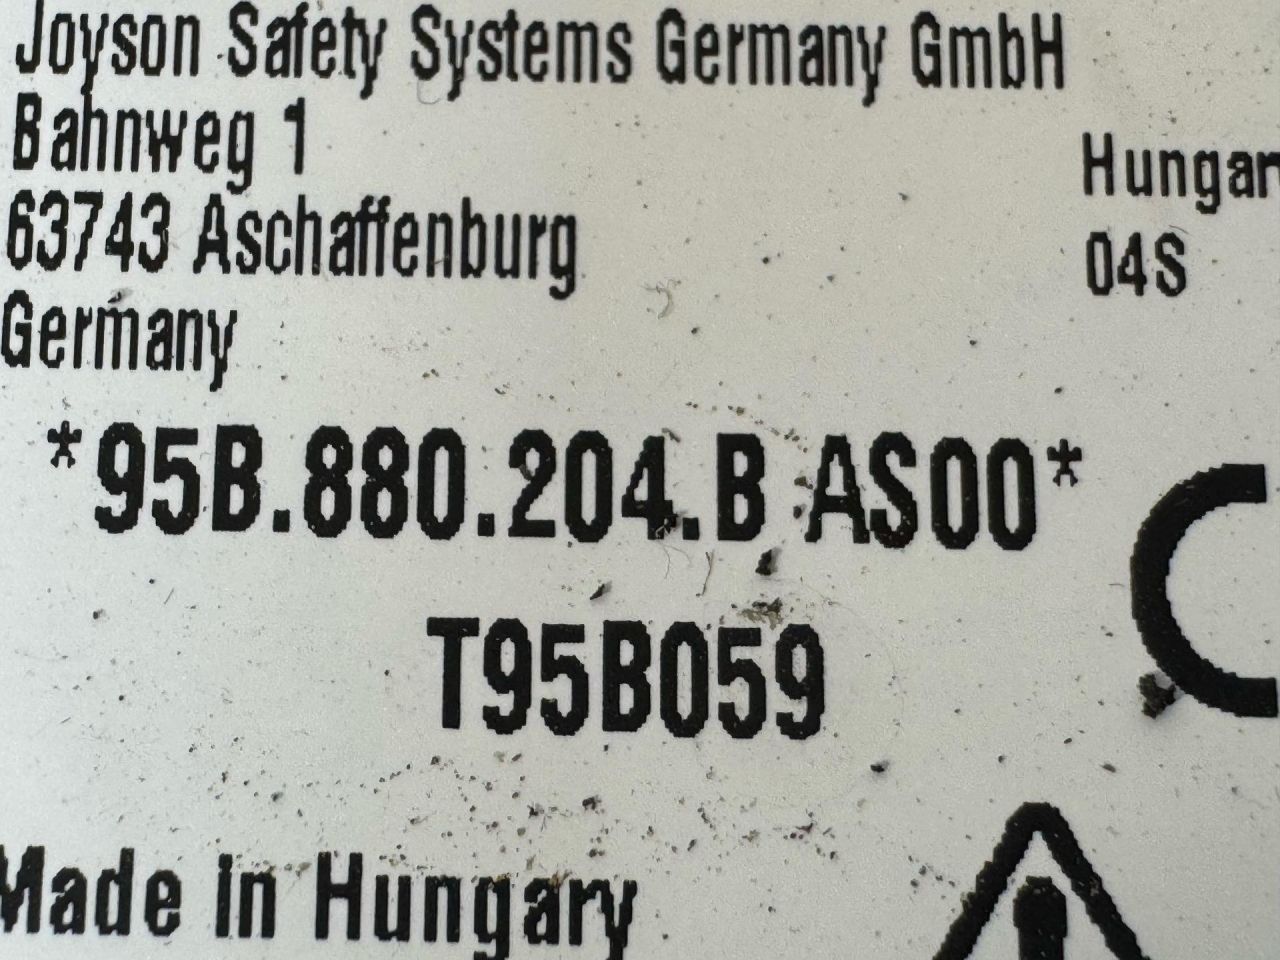 Joyson Safety Systems Germany GmbH
Bahnweg 1
63743 Aschaffenburg
Germany
Hungar
04S
*95B.880.204.B AS00*
T95B059
Made in Hungary